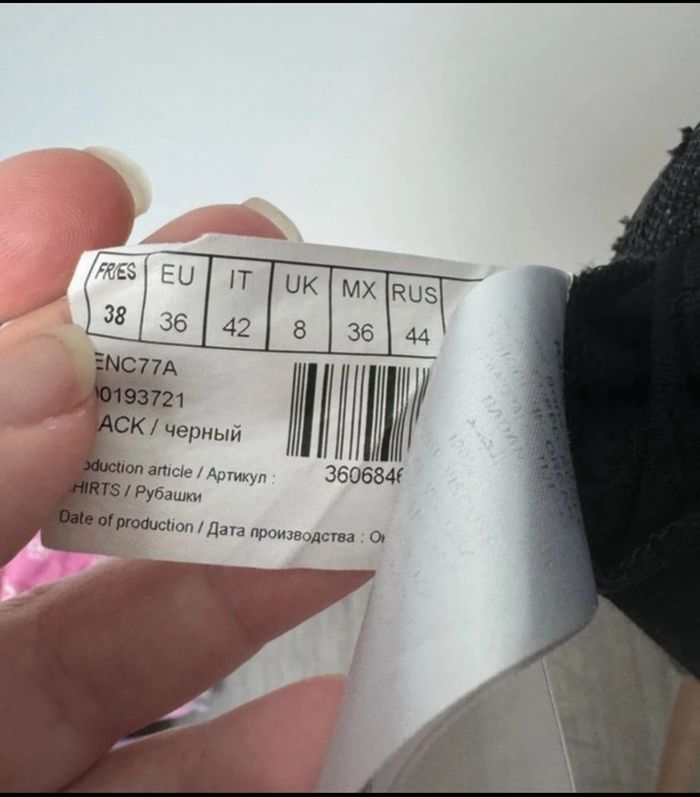 FR/ES EU IT UK MX RUS
38 36 42 8 36 44
ENC77A
0193721
ACK / черный
oduction article / Артикул :
HIRTS / Рубашки
3606846
Date of production / Дата производства :